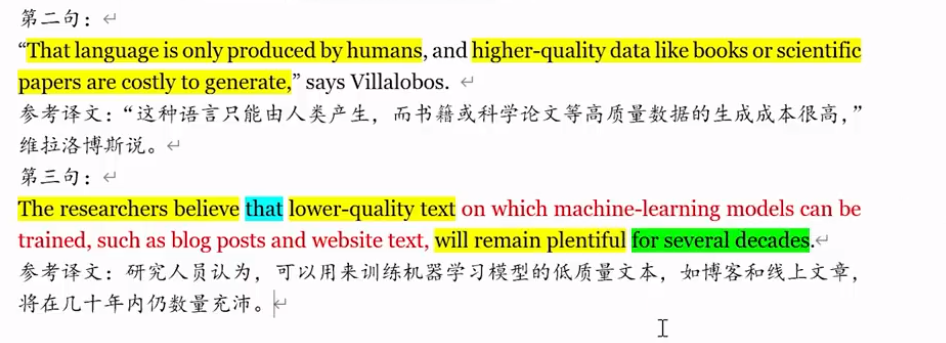 第二句：
“That language is only produced by humans, and higher-quality data like books or scientific
papers are costly to generate,” says Villalobos.
参考译文：“这种语言只能由人类产生，而书籍或科学论文等高质量数据的生成成本很高，”
维拉洛博斯说。
第三句：
The researchers believe that lower-quality text on which machine-learning models can be
trained, such as blog posts and website text, will remain plentiful for several decades.
参考译文：研究人员认为，可以用来训练机器学习模型的低质量文本，如博客和线上文章，
将在几十年内仍数量充沛。